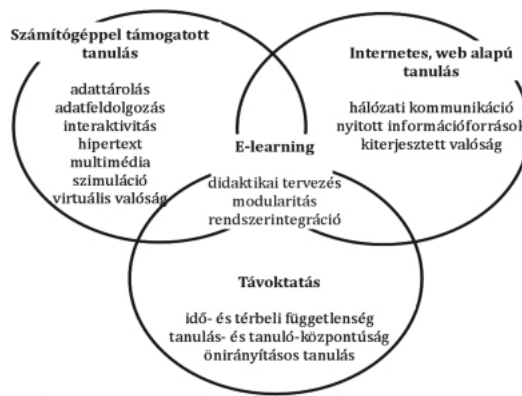 Számítógéppel támogatott
tanulás
adattárolás
adatfeldolgozás
interaktivitás
hipertext
multimédia
szimuláció
virtuális valóság
Internetes, web alapú
tanulás
hálózati kommunikáció
nyitott információforrások
kiterjesztett valóság
E-learning
didaktikai tervezés
modularitás
rendszerintegráció
Távoktatás
idő- és térbeli függetlenség
tanulás- és tanuló-központúság
önirányításos tanulás